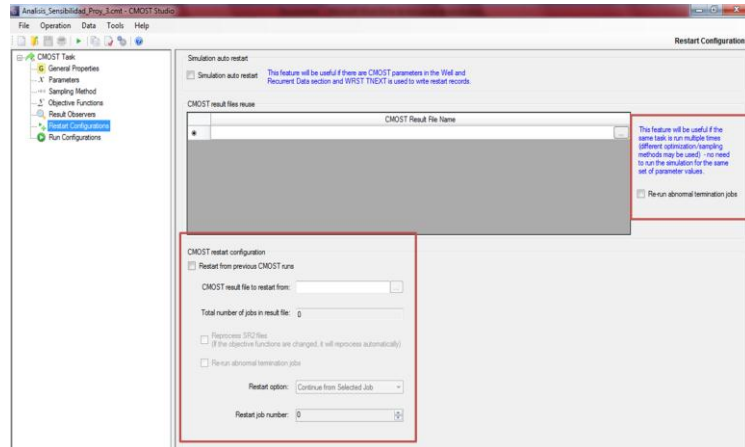 Analisis_Sensibilidad_Proy_3.cmt - CMOST Studio
File Operation Data Tools Help
Restart Configuration
CMOST Task
General Properties
Parameters
Sampling Method
Objective Functions
Result Observers
Restart Configurations
Run Configurations
Simulation auto restart
Simulation auto restart
This feature will be useful if there are CMOST parameters in the Well and
Recurrent Data section and WRST TNEXT is used to write restart records.
CMOST result files reuse
CMOST Result File Name
This feature will be useful if the
same task is run multiple times
(different optimization/sampling
methods may be used) - no need
to run the simulation for the same
set of parameter values.
Re-run abnormal termination jobs
CMOST restart configuration
Restart from previous CMOST runs
CMOST result file to restart from:
Total number of jobs in result file: 0
Reprocess SR2 files
(If the objective functions are changed, it will reprocess automatically)
Re-run abnormal termination jobs
Restart option: Continue from Selected Job
Restart job number: 0